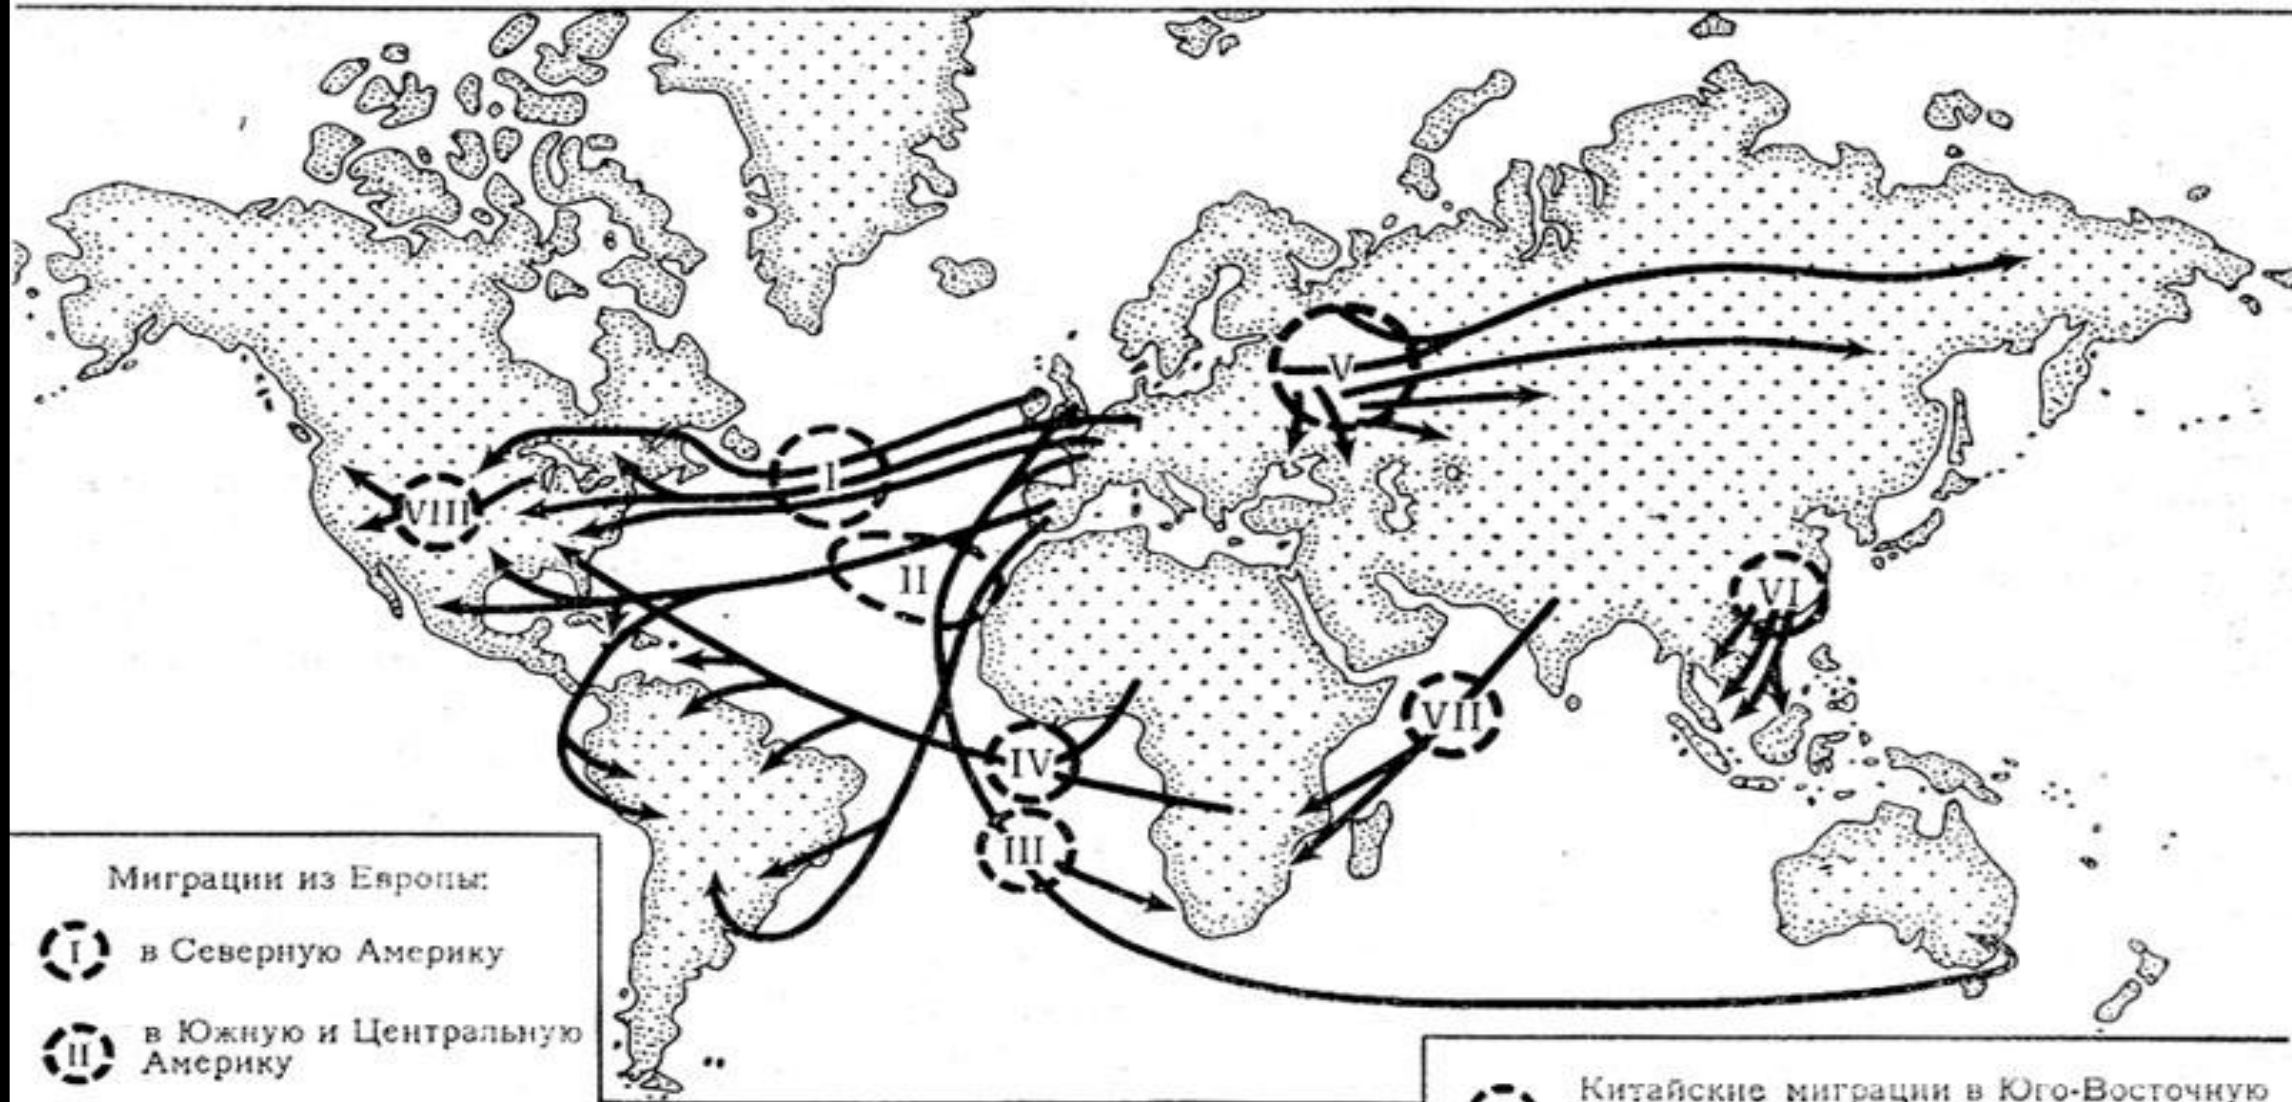 V
I
VIII
II
VI
VII
IV
III
Миграции из Европы:
I в Северную Америку
II в Южную и Центральную
Америку
Китайские миграции в Юго-Восточную